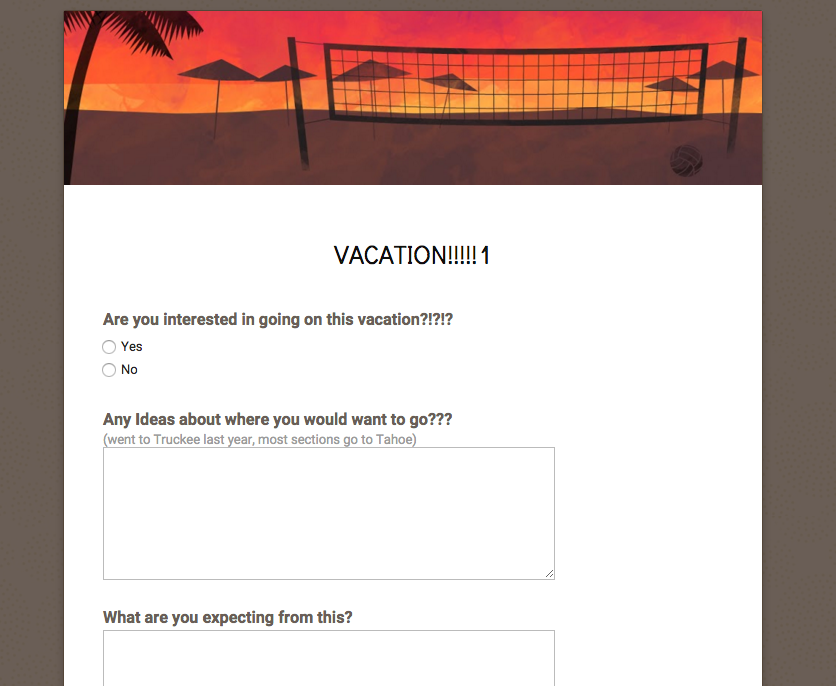 VACATION!!!!! 1
Are you interested in going on this vacation?!?!?
Yes
No
Any Ideas about where you would want to go???
(went to Truckee last year, most sections go to Tahoe)
What are you expecting from this?